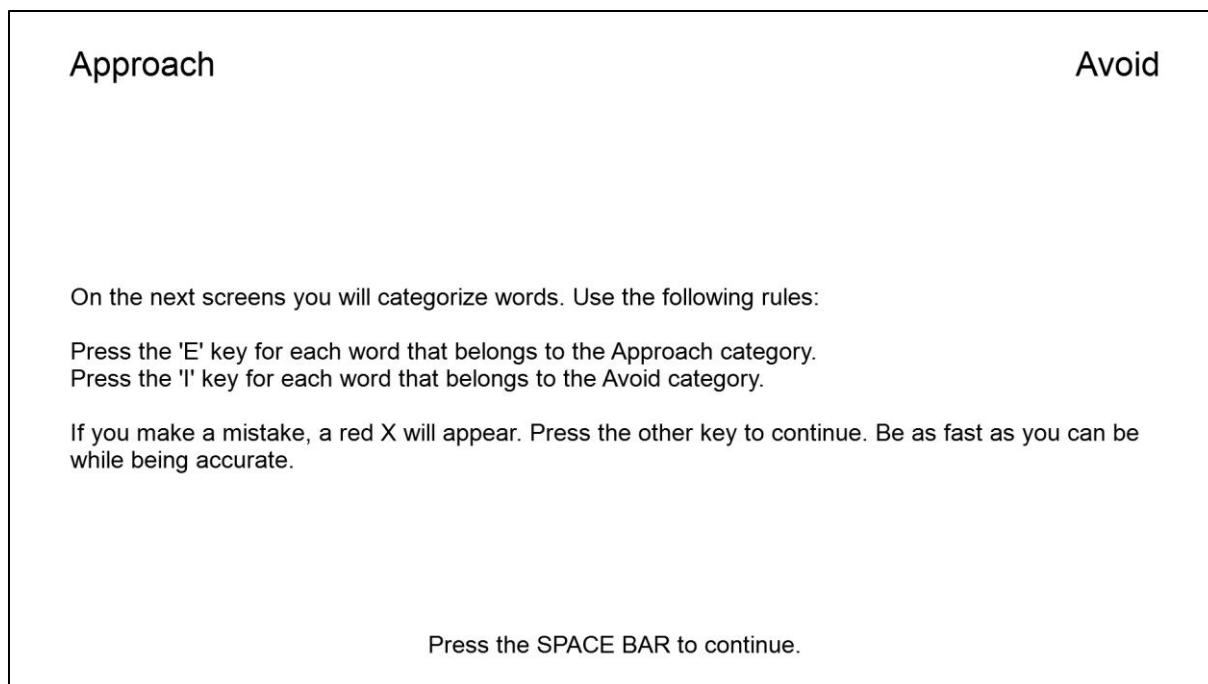 Approach
Avoid
On the next screens you will categorize words. Use the following rules:
Press the 'E' key for each word that belongs to the Approach category.
Press the 'I' key for each word that belongs to the Avoid category.
If you make a mistake, a red X will appear. Press the other key to continue. Be as fast as you can be
while being accurate.
Press the SPACE BAR to continue.